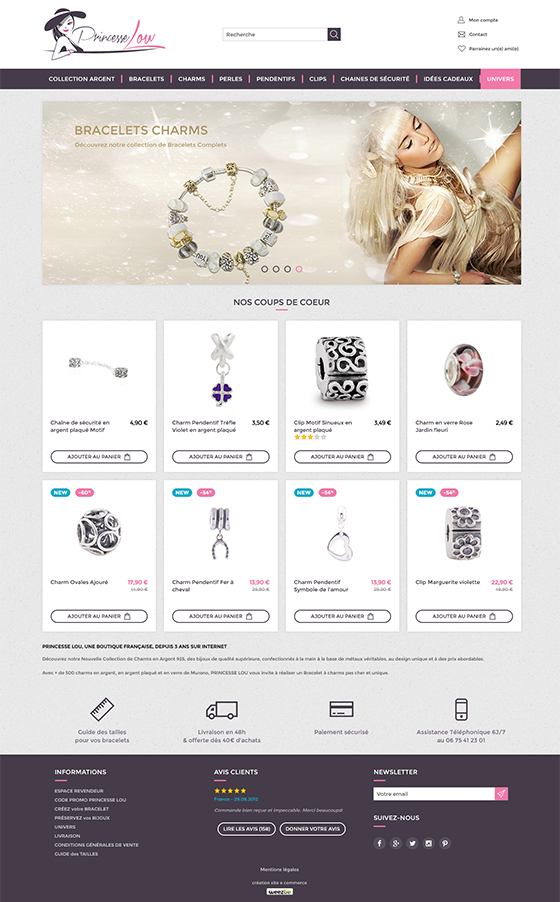 Princesse Lou
Recherche
Mon compte
Contact
Parrainez un(e) ami(e)
COLLECTION ARGENT
BRACELETS
CHARMS
PERLES
PENDENTIFS
CLIPS
CHAINES DE SÉCURITÉ
IDÉES CADEAUX
UNIVERS
BRACELETS CHARMS
Découvrez notre collection de Bracelets Complets
NOS COUPS DE COEUR
Chaîne de sécurité en
argent plaqué Motif
4,90 €
AJOUTER AU PANIER
Charm Pendentif Trèfle
Violet en argent plaqué
3,50 €
AJOUTER AU PANIER
Clip Motif Sinueux en
argent plaqué
3,49 €
AJOUTER AU PANIER
Charm en verre Rose
Jardin fleuri
2,49 €
AJOUTER AU PANIER
NEW
Charm Ovales Ajouré
17,90 €
AJOUTER AU PANIER
NEW
Charm Pendentif Fer à
cheval
13,90 €
29,90 €
AJOUTER AU PANIER
NEW
Charm Pendentif
Symbole de l'amour
13,90 €
29,90 €
AJOUTER AU PANIER
NEW
Clip Marguerite violette
22,90 €
AJOUTER AU PANIER
PRINCESSE LOU, UNE BOUTIQUE FRANÇAISE, DEPUIS 3 ANS SUR INTERNET
Découvrez notre Nouvelle Collection de Charms en Argent 925, des bijoux de qualité supérieure, confectionnés à la main à la base de métaux véritables, au design unique et à des prix abordables.
Avec + de 500 charms en argent, en argent plaqué et en verre de Murano, PRINCESSE LOU vous invite à réaliser un Bracelet à charms pas cher et unique.
Guide des tailles
pour vos bracelets
Livraison en 48h
& offerte dès 40€ d'achats
Paiement sécurisé
Assistance Téléphonique 6J/7
au 06 75 41 23 01
INFORMATIONS
ESPACE REVENDEUR
CODE PROMO PRINCESSE LOU
CRÉEZ votre BRACELET
PRÉSERVEZ vos BIJOUX
UNIVERS
LIVRAISON
CONDITIONS GÉNÉRALES DE VENTE
GUIDE des TAILLES
AVIS CLIENTS
France - 29.08.2012
Commande bien reçue et impeccable. Merci beaucoup!!
LIRE LES AVIS (158)
DONNER VOTRE AVIS
NEWSLETTER
Votre email
SUIVEZ-NOUS
Mentions légales
création site e commerce
weezbe